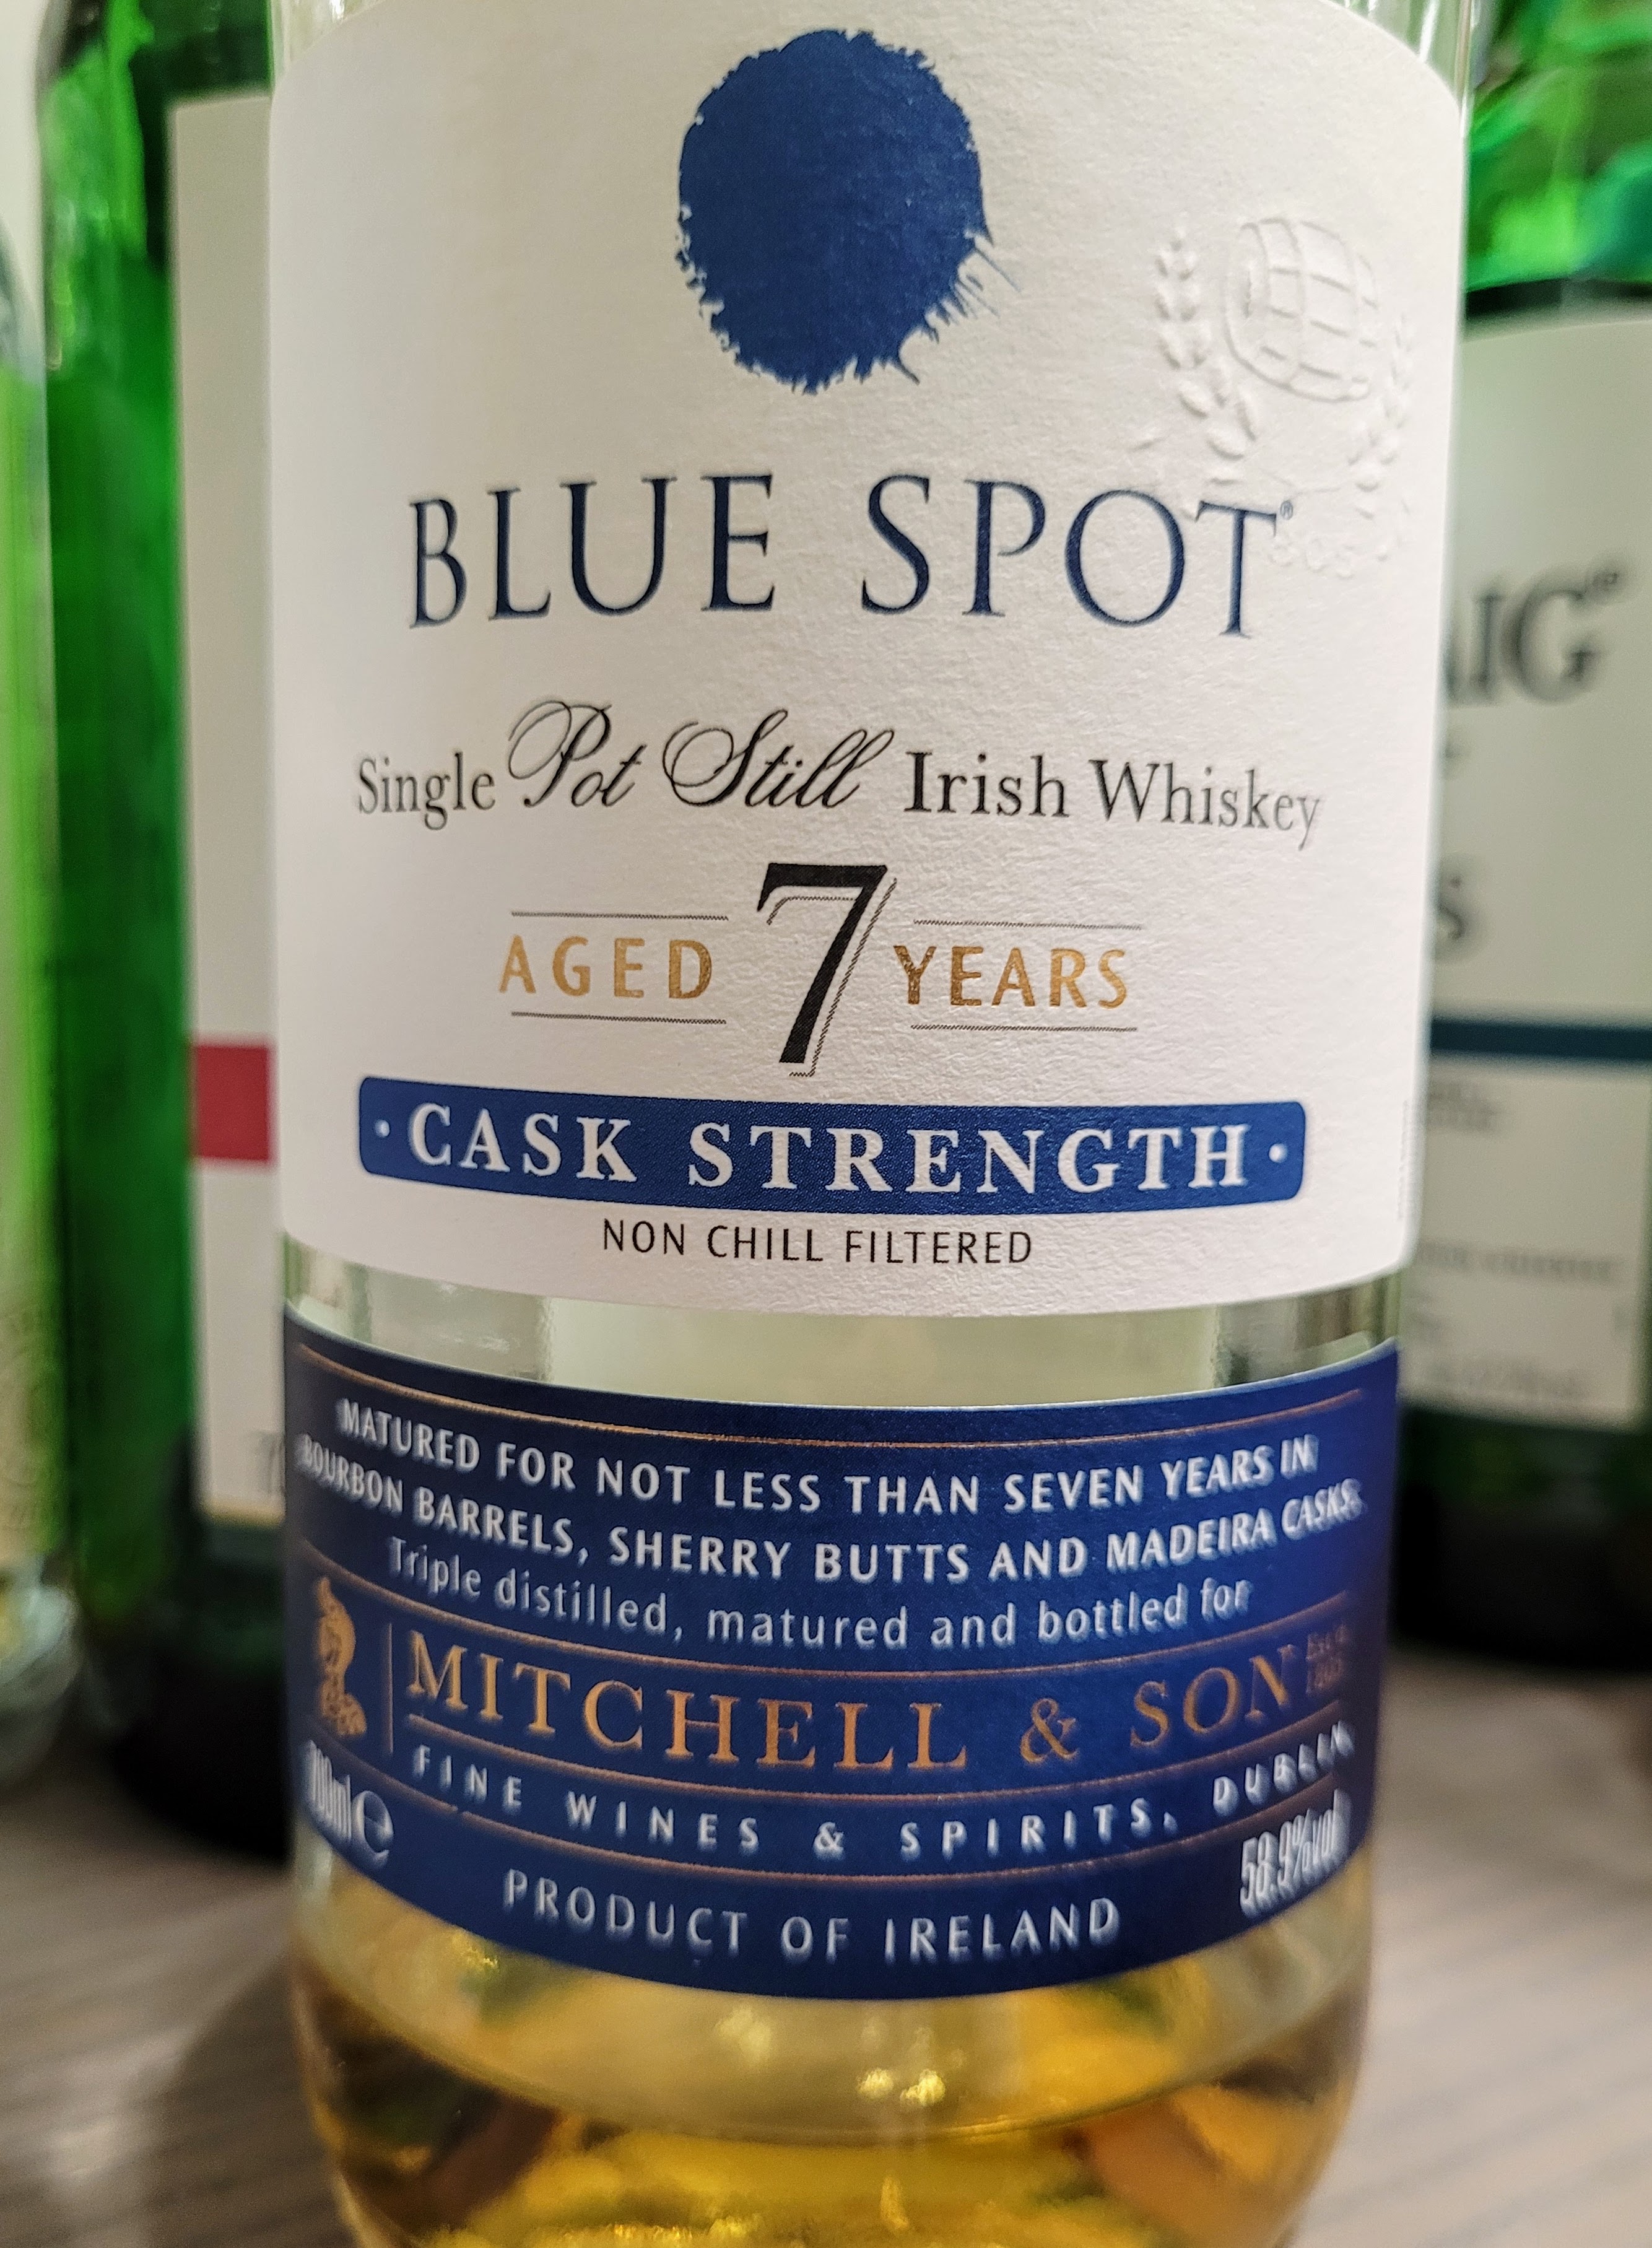 BLUE SPOT®
Single Pot Still Irish Whiskey
AGED 7 YEARS
· CASK STRENGTH ·
NON CHILL FILTERED
MATURED FOR NOT LESS THAN SEVEN YEARS IN
BOURBON BARRELS, SHERRY BUTTS AND MADEIRA CASKS.
Triple distilled, matured and bottled for
MITCHELL & SON
FINE WINES & SPIRITS, DUBLIN
700ml e
58.9%vol
PRODUCT OF IRELAND
AIG
S